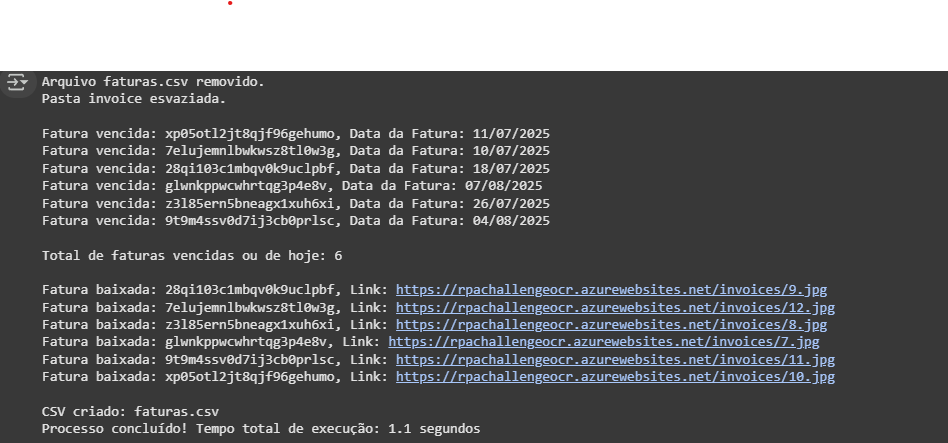 Arquivo faturas.csv removido.
Pasta invoice esvaziada.
Fatura vencida: xp05otl2jt8qjf96gehumo, Data da Fatura: 11/07/2025
Fatura vencida: 7elujemnlbwkwsz8tl0w3g, Data da Fatura: 10/07/2025
Fatura vencida: 28qi103c1mbqv0k9uclpbf, Data da Fatura: 18/07/2025
Fatura vencida: glwnkppwcwhrtqg3p4e8v, Data da Fatura: 07/08/2025
Fatura vencida: z3l85ern5bneagx1xuh6xi, Data da Fatura: 26/07/2025
Fatura vencida: 9t9m4ssv0d7ij3cb0prlsc, Data da Fatura: 04/08/2025
Total de faturas vencidas ou de hoje: 6
Fatura baixada: 28qi103c1mbqv0k9uclpbf, Link: https://rpachallengeocr.azurewebsites.net/invoices/9.jpg
Fatura baixada: 7elujemnlbwkwsz8tl0w3g, Link: https://rpachallengeocr.azurewebsites.net/invoices/12.jpg
Fatura baixada: z3l85ern5bneagx1xuh6xi, Link: https://rpachallengeocr.azurewebsites.net/invoices/8.jpg
Fatura baixada: glwnkppwcwhrtqg3p4e8v, Link: https://rpachallengeocr.azurewebsites.net/invoices/7.jpg
Fatura baixada: 9t9m4ssv0d7ij3cb0prlsc, Link: https://rpachallengeocr.azurewebsites.net/invoices/11.jpg
Fatura baixada: xp05otl2jt8qjf96gehumo, Link: https://rpachallengeocr.azurewebsites.net/invoices/10.jpg
CSV criado: faturas.csv
Processo concluído! Tempo total de execução: 1.1 segundos